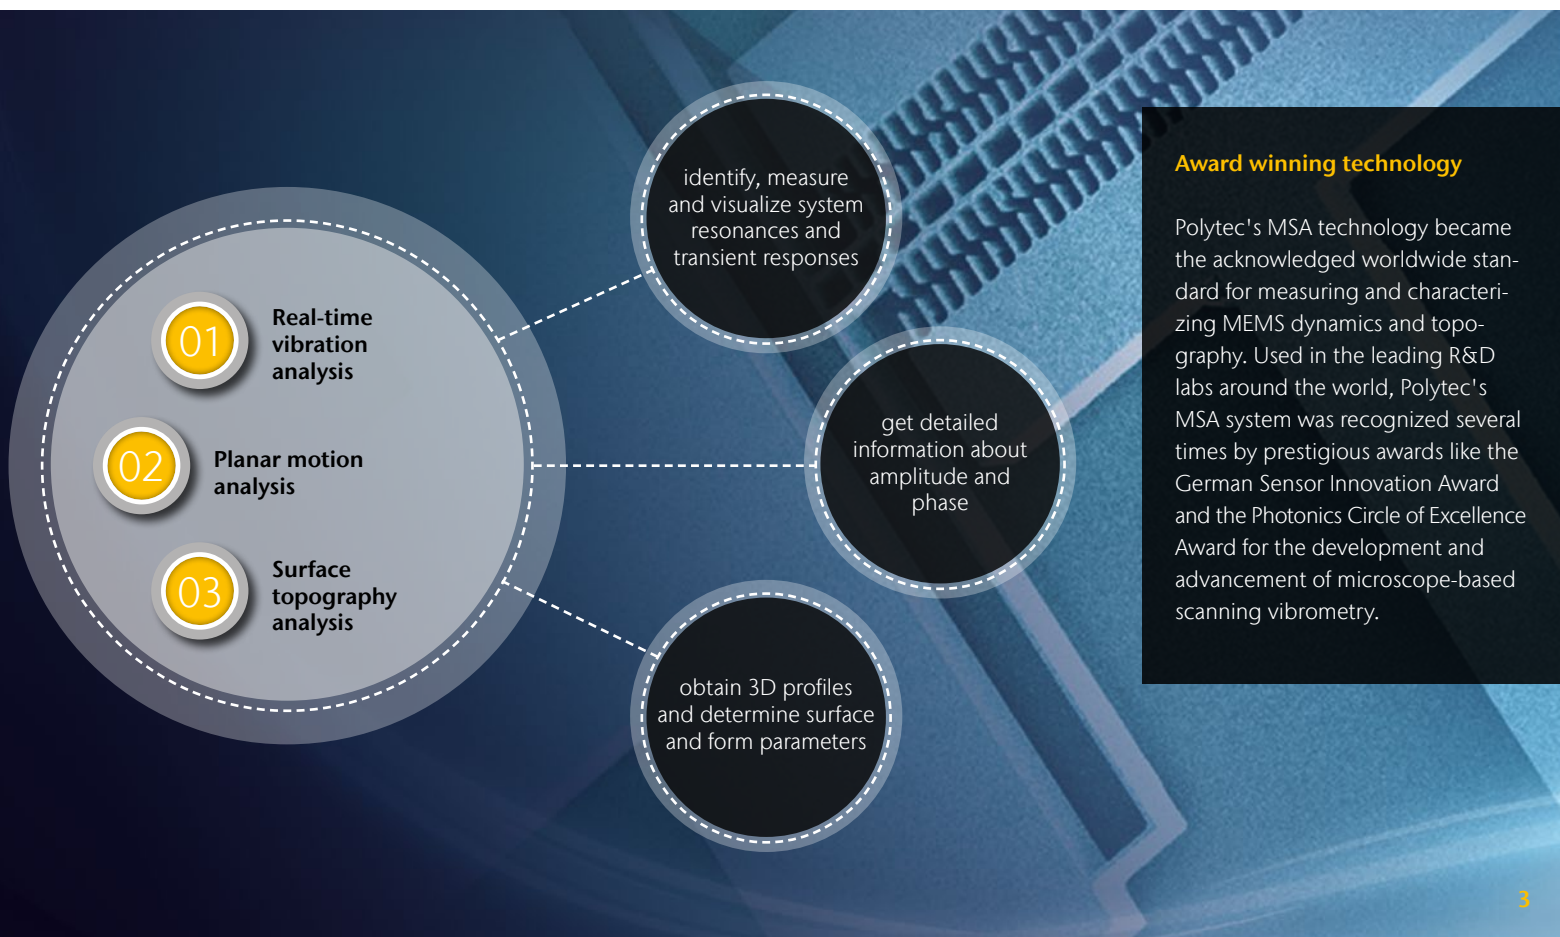 01
Real-time
vibration
analysis
02
Planar motion
analysis
03
Surface
topography
analysis
identify, measure
and visualize system
resonances and
transient responses
get detailed
information about
amplitude and
phase
obtain 3D profiles
and determine surface
and form parameters
Award winning technology
Polytec's MSA technology became
the acknowledged worldwide stan-
dard for measuring and characteri-
zing MEMS dynamics and topo-
graphy. Used in the leading R&D
labs around the world, Polytec's
MSA system was recognized several
times by prestigious awards like the
German Sensor Innovation Award
and the Photonics Circle of Excellence
Award for the development and
advancement of microscope-based
scanning vibrometry.
3